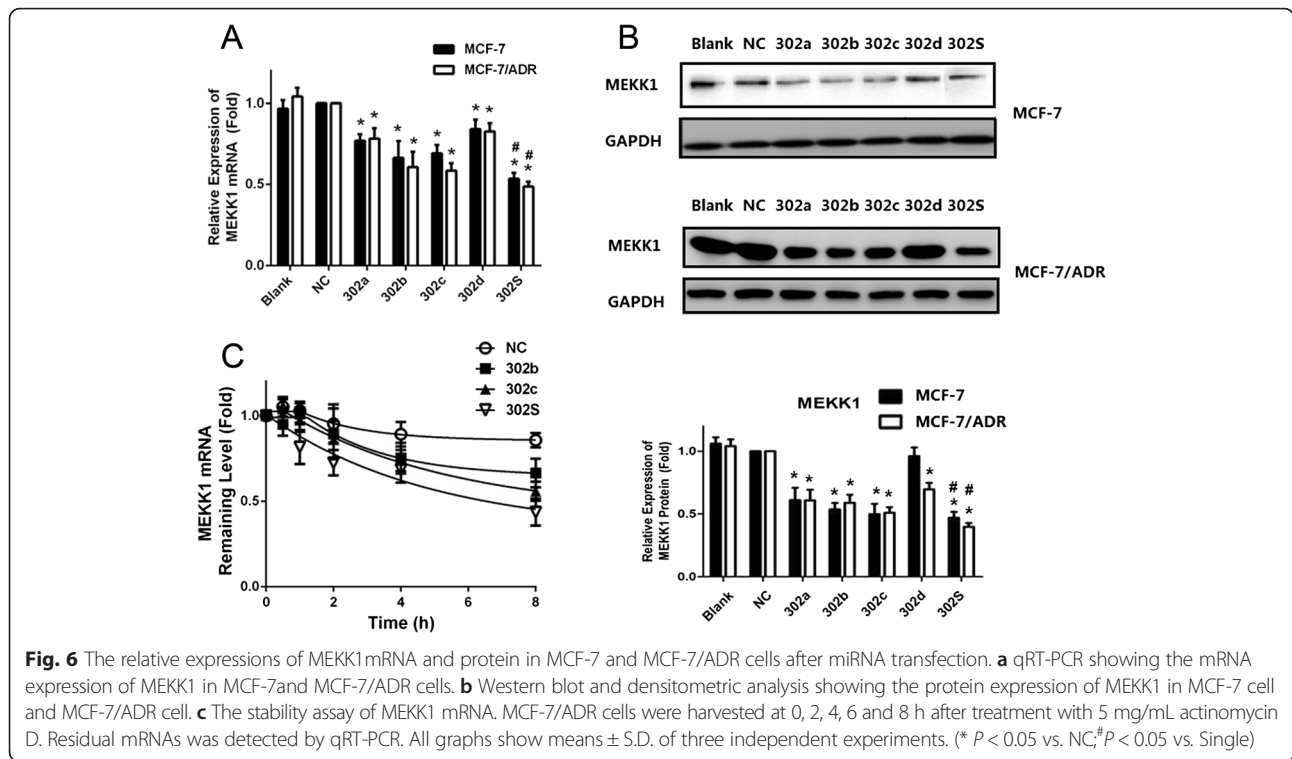 A
MCF-7
MCF-7/ADR
Relative Expression of
MEKK1 mRNA (Fold)
1.0
0.5
0.0
*
*
*
*
*
*
*
*
#
*
#
*
Blank
NC
302a
302b
302c
302d
302S
B
Blank NC 302a 302b 302c 302d 302S
MEKK1
GAPDH
MCF-7
Blank NC 302a 302b 302c 302d 302S
MEKK1
GAPDH
MCF-7/ADR
C
NC
302b
302c
302S
MEKK1 mRNA
Remaining Level (Fold)
1.0
0.5
0.0
0 2 4 6 8
Time (h)
MEKK1
MCF-7
MCF-7/ADR
Relative Expression of
MEKK1 Protein (Fold)
1.0
0.5
0.0
*
*
*
*
*
*
*
#
*
#
*
Blank
NC
302a
302b
302c
302d
302S
Fig. 6 The relative expressions of MEKK1mRNA and protein in MCF-7 and MCF-7/ADR cells after miRNA transfection. a qRT-PCR showing the mRNA
expression of MEKK1 in MCF-7and MCF-7/ADR cells. b Western blot and densitometric analysis showing the protein expression of MEKK1 in MCF-7 cell
and MCF-7/ADR cell. c The stability assay of MEKK1 mRNA. MCF-7/ADR cells were harvested at 0, 2, 4, 6 and 8 h after treatment with 5 mg/mL actinomycin
D. Residual mRNAs was detected by qRT-PCR. All graphs show means ± S.D. of three independent experiments. (* P < 0.05 vs. NC;#P < 0.05 vs. Single)